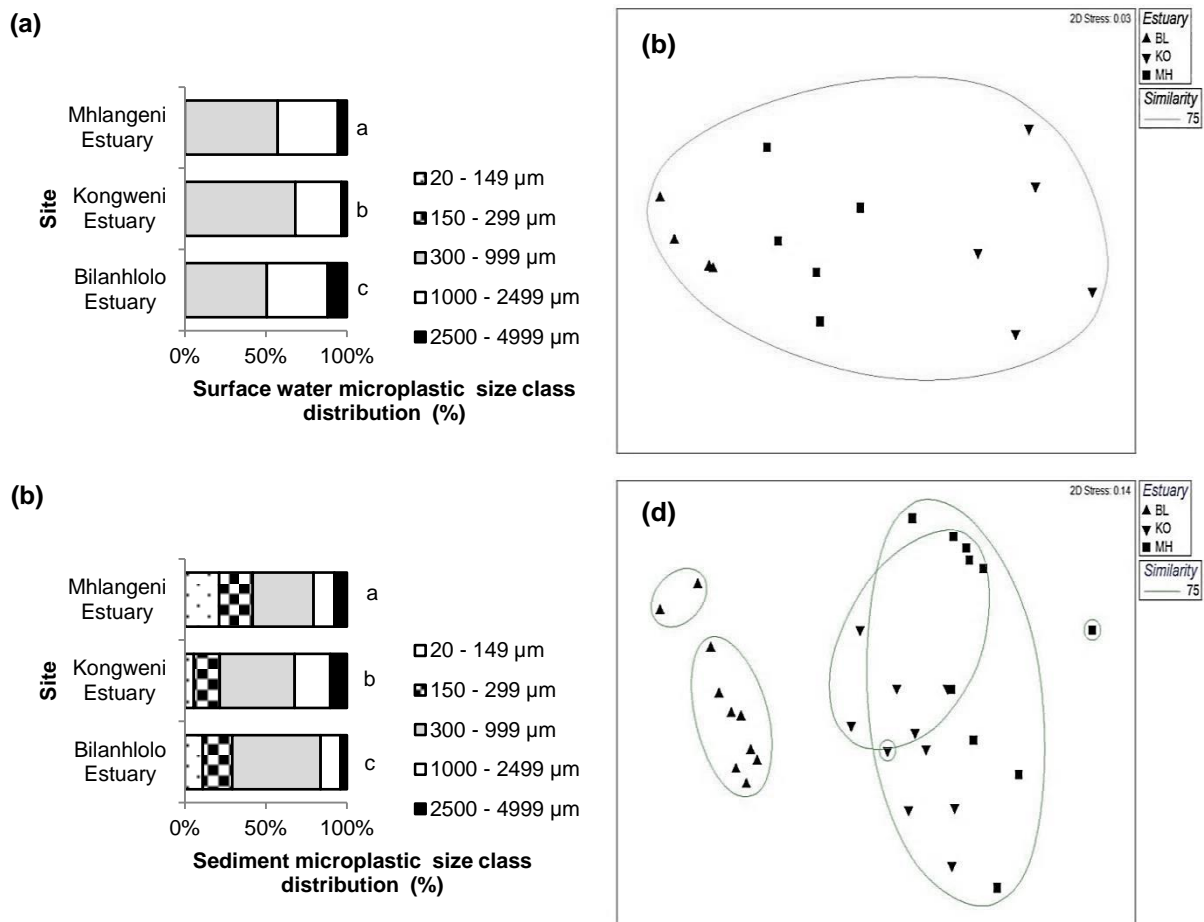 (a)
Mhlangeni
Estuary
a
Kongweni
Estuary
b
Bilanhlolo
Estuary
c
Site
0% 50% 100%
Surface water microplastic size class
distribution (%)
20 - 149 µm
150 - 299 µm
300 - 999 µm
1000 - 2499 µm
2500 - 4999 µm
(b)
2D Stress: 0.03
Estuary
BL
KO
MH
Similarity
75
(b)
Mhlangeni
Estuary
a
Kongweni
Estuary
b
Bilanhlolo
Estuary
c
Site
0% 50% 100%
Sediment microplastic size class
distribution (%)
20 - 149 µm
150 - 299 µm
300 - 999 µm
1000 - 2499 µm
2500 - 4999 µm
(d)
2D Stress: 0.14
Estuary
BL
KO
MH
Similarity
75